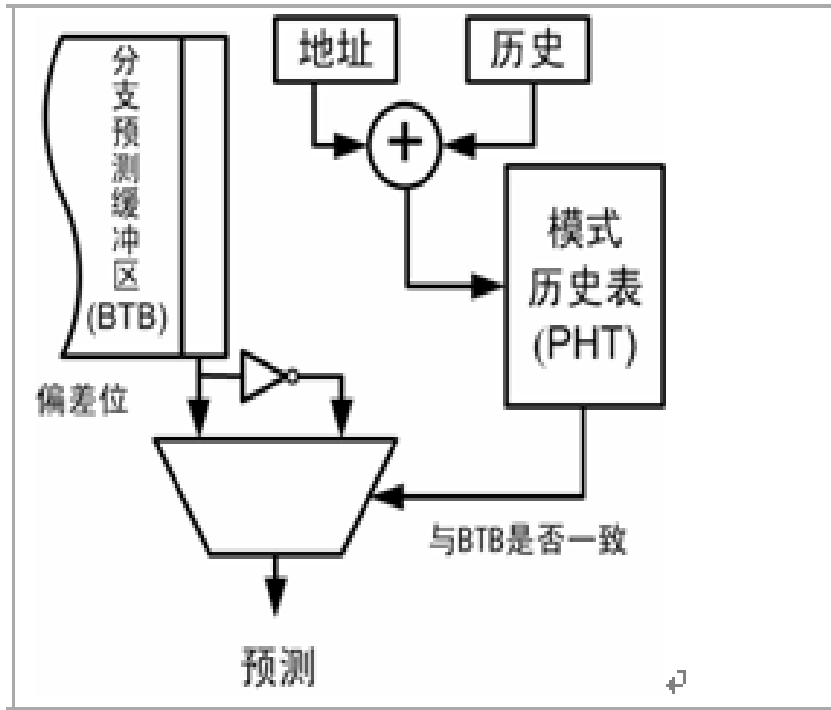 分
支
预
测
缓
冲
区
(BTB)
地址
历史
+
模式
历史表
(PHT)
偏差位
与BTB是否一致
预测